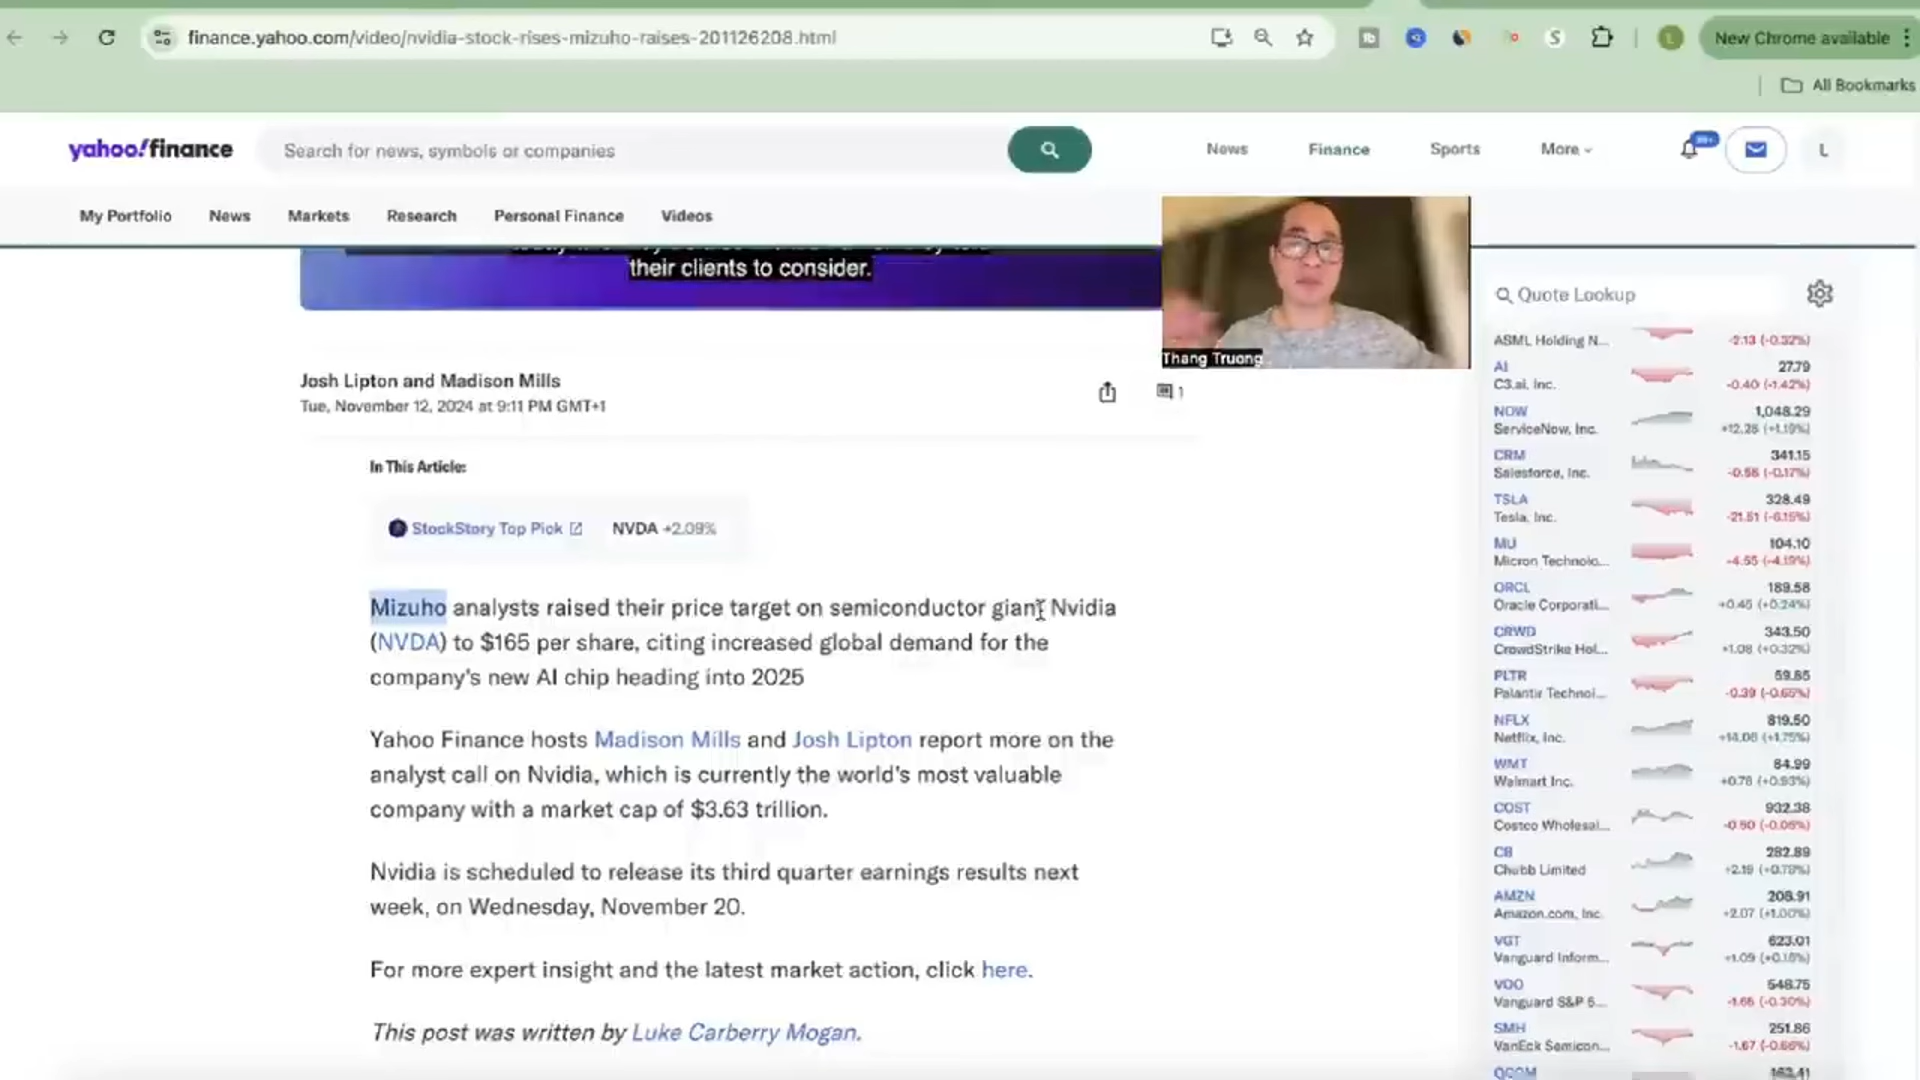 finance.yahoo.com/video/nvidia-stock-rises-mizuho-raises-201126208.html
New Chrome available
All Bookmarks
yahoo!finance
Search for news, symbols or companies
News
Finance
Sports
More
L
My Portfolio
News
Markets
Research
Personal Finance
Videos
their clients to consider.
Thang Truong
Josh Lipton and Madison Mills
Tue, November 12, 2024 at 9:11 PM GMT+1
1
In This Article:
StockStory Top Pick
NVDA +2.09%
Mizuho analysts raised their price target on semiconductor giant Nvidia
(NVDA) to $165 per share, citing increased global demand for the
company's new AI chip heading into 2025
Yahoo Finance hosts Madison Mills and Josh Lipton report more on the
analyst call on Nvidia, which is currently the world's most valuable
company with a market cap of $3.63 trillion.
Nvidia is scheduled to release its third quarter earnings results next
week, on Wednesday, November 20.
For more expert insight and the latest market action, click here.
This post was written by Luke Carberry Mogan.
Quote Lookup
ASML Holding N... -2.13 (-0.32%)
AI 27.79
C3.ai, Inc. -0.40 (-1.42%)
NOW 1,048.29
ServiceNow, Inc. +12.28 (+1.19%)
CRM 341.15
Salesforce, Inc. -0.58 (-0.17%)
TSLA 328.49
Tesla, Inc. -21.51 (-6.15%)
MU 104.10
Micron Technolo... -4.55 (-4.19%)
ORCL 189.58
Oracle Corporati... +0.45 (+0.24%)
CRWD 343.50
CrowdStrike Hol... +1.08 (+0.32%)
PLTR 59.85
Palantir Technol... -0.39 (-0.65%)
NFLX 819.50
Netflix, Inc. +14.06 (+1.75%)
WMT 84.99
Walmart Inc. +0.78 (+0.93%)
COST 932.38
Costco Wholesal... -0.50 (-0.05%)
CB 282.89
Chubb Limited +2.19 (+0.78%)
AMZN 208.91
Amazon.com, Inc. +2.07 (+1.00%)
VGT 623.01
Vanguard Inform... +1.09 (+0.18%)
VOO 548.75
Vanguard S&P 5... -1.65 (-0.30%)
SMH 251.86
VanEck Semicon... -1.67 (-0.66%)
QCOM 163.41